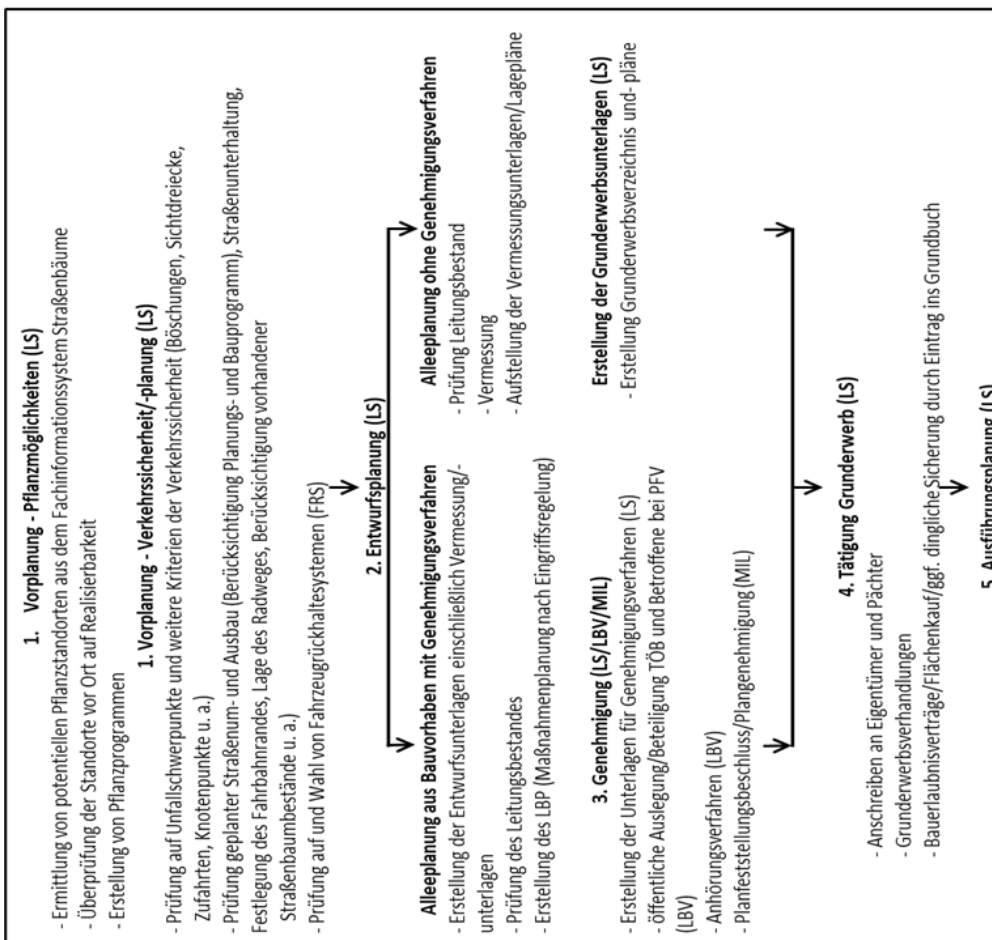 1. Vorplanung - Pflanzmöglichkeiten (LS)
- Ermittlung von potentiellen Pflanzstandorten aus dem Fachinformationssystem Straßenbäume
- Überprüfung der Standorte vor Ort auf Realisierbarkeit
- Erstellung von Pflanzprogrammen
1. Vorplanung - Verkehrssicherheit/-planung (LS)
- Prüfung auf Unfallschwerpunkte und weitere Kriterien der Verkehrssicherheit (Böschungen, Sichtdreiecke,
Zufahrten, Knotenpunkte u. a.)
- Prüfung geplanter Straßenum- und Ausbau (Berücksichtigung Planungs- und Bauprogramm), Straßenunterhaltung,
Festlegung des Fahrbahnrandes, Lage des Radweges, Berücksichtigung vorhandener
Straßenbaumbestände u. a.)
- Prüfung auf und Wahl von Fahrzeugrückhaltesystemen (FRS)
2. Entwurfsplanung (LS)
Alleeplanung aus Bauvorhaben mit Genehmigungsverfahren
- Erstellung der Entwurfsunterlagen einschließlich Vermessung/-
unterlagen
- Prüfung des Leitungsbestandes
- Erstellung des LBP (Maßnahmenplanung nach Eingriffsregelung)
Alleeplanung ohne Genehmigungsverfahren
- Prüfung Leitungsbestand
- Vermessung
- Aufstellung der Vermessungsunterlagen/Lagepläne
3. Genehmigung (LS/LBV/MIL)
- Erstellung der Unterlagen für Genehmigungsverfahren (LS)
- öffentliche Auslegung/Beteiligung TÖB und Betroffene bei PFV
(LBV)
- Anhörungsverfahren (LBV)
- Planfeststellungsbeschluss/Plangenehmigung (MIL)
Erstellung der Grunderwerbsunterlagen (LS)
- Erstellung Grunderwerbsverzeichnis und- pläne
4. Tätigung Grunderwerb (LS)
- Anschreiben an Eigentümer und Pächter
- Grunderwerbsverhandlungen
- Bauerlaubnisverträge/Flächenkauf/ggf. dingliche Sicherung durch Eintrag ins Grundbuch
5. Ausführungsplanung (LS)